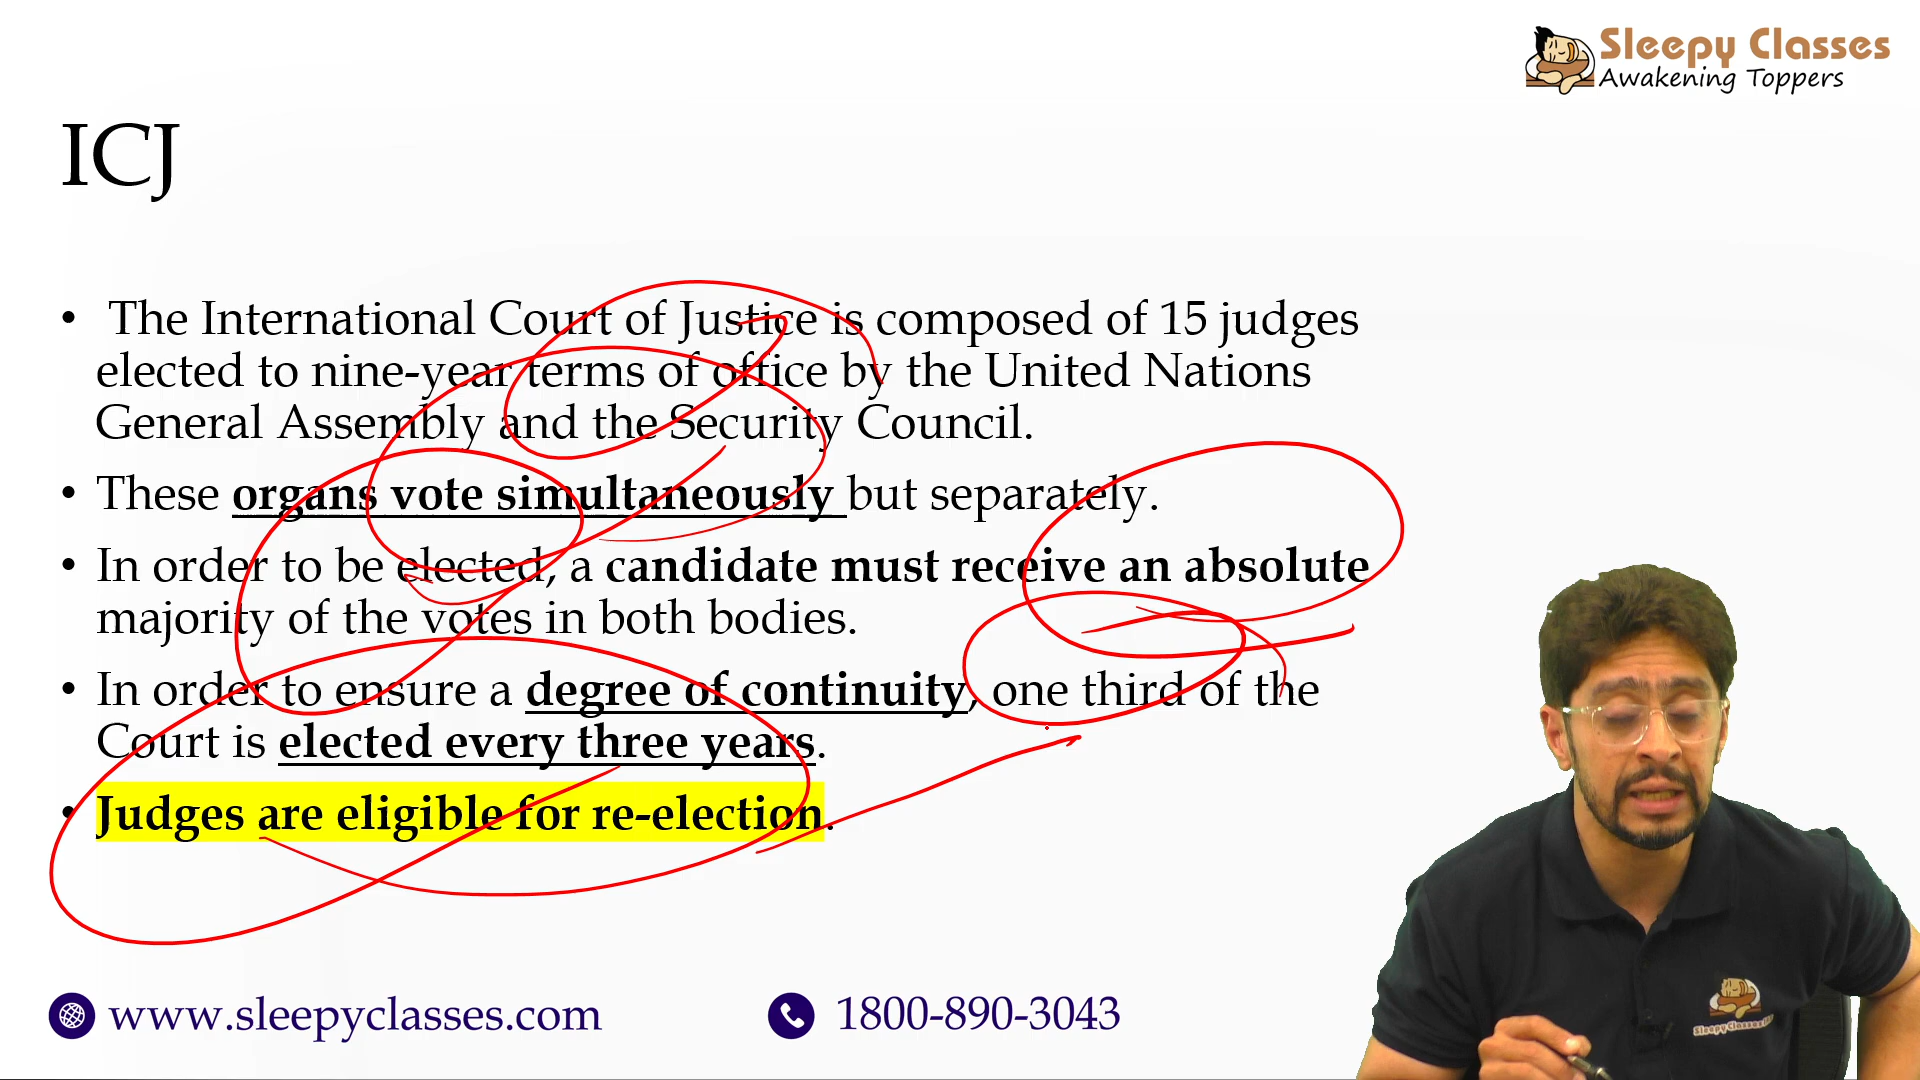 Sleepy Classes
Awakening Toppers
ICJ
• The International Court of Justice is composed of 15 judges
elected to nine-year terms of office by the United Nations
General Assembly and the Security Council.
• These organs vote simultaneously but separately.
• In order to be elected, a candidate must receive an absolute
majority of the votes in both bodies.
• In order to ensure a degree of continuity, one third of the
Court is elected every three years.
• Judges are eligible for re-election.
www.sleepyclasses.com
1800-890-3043
Sleepy Classes